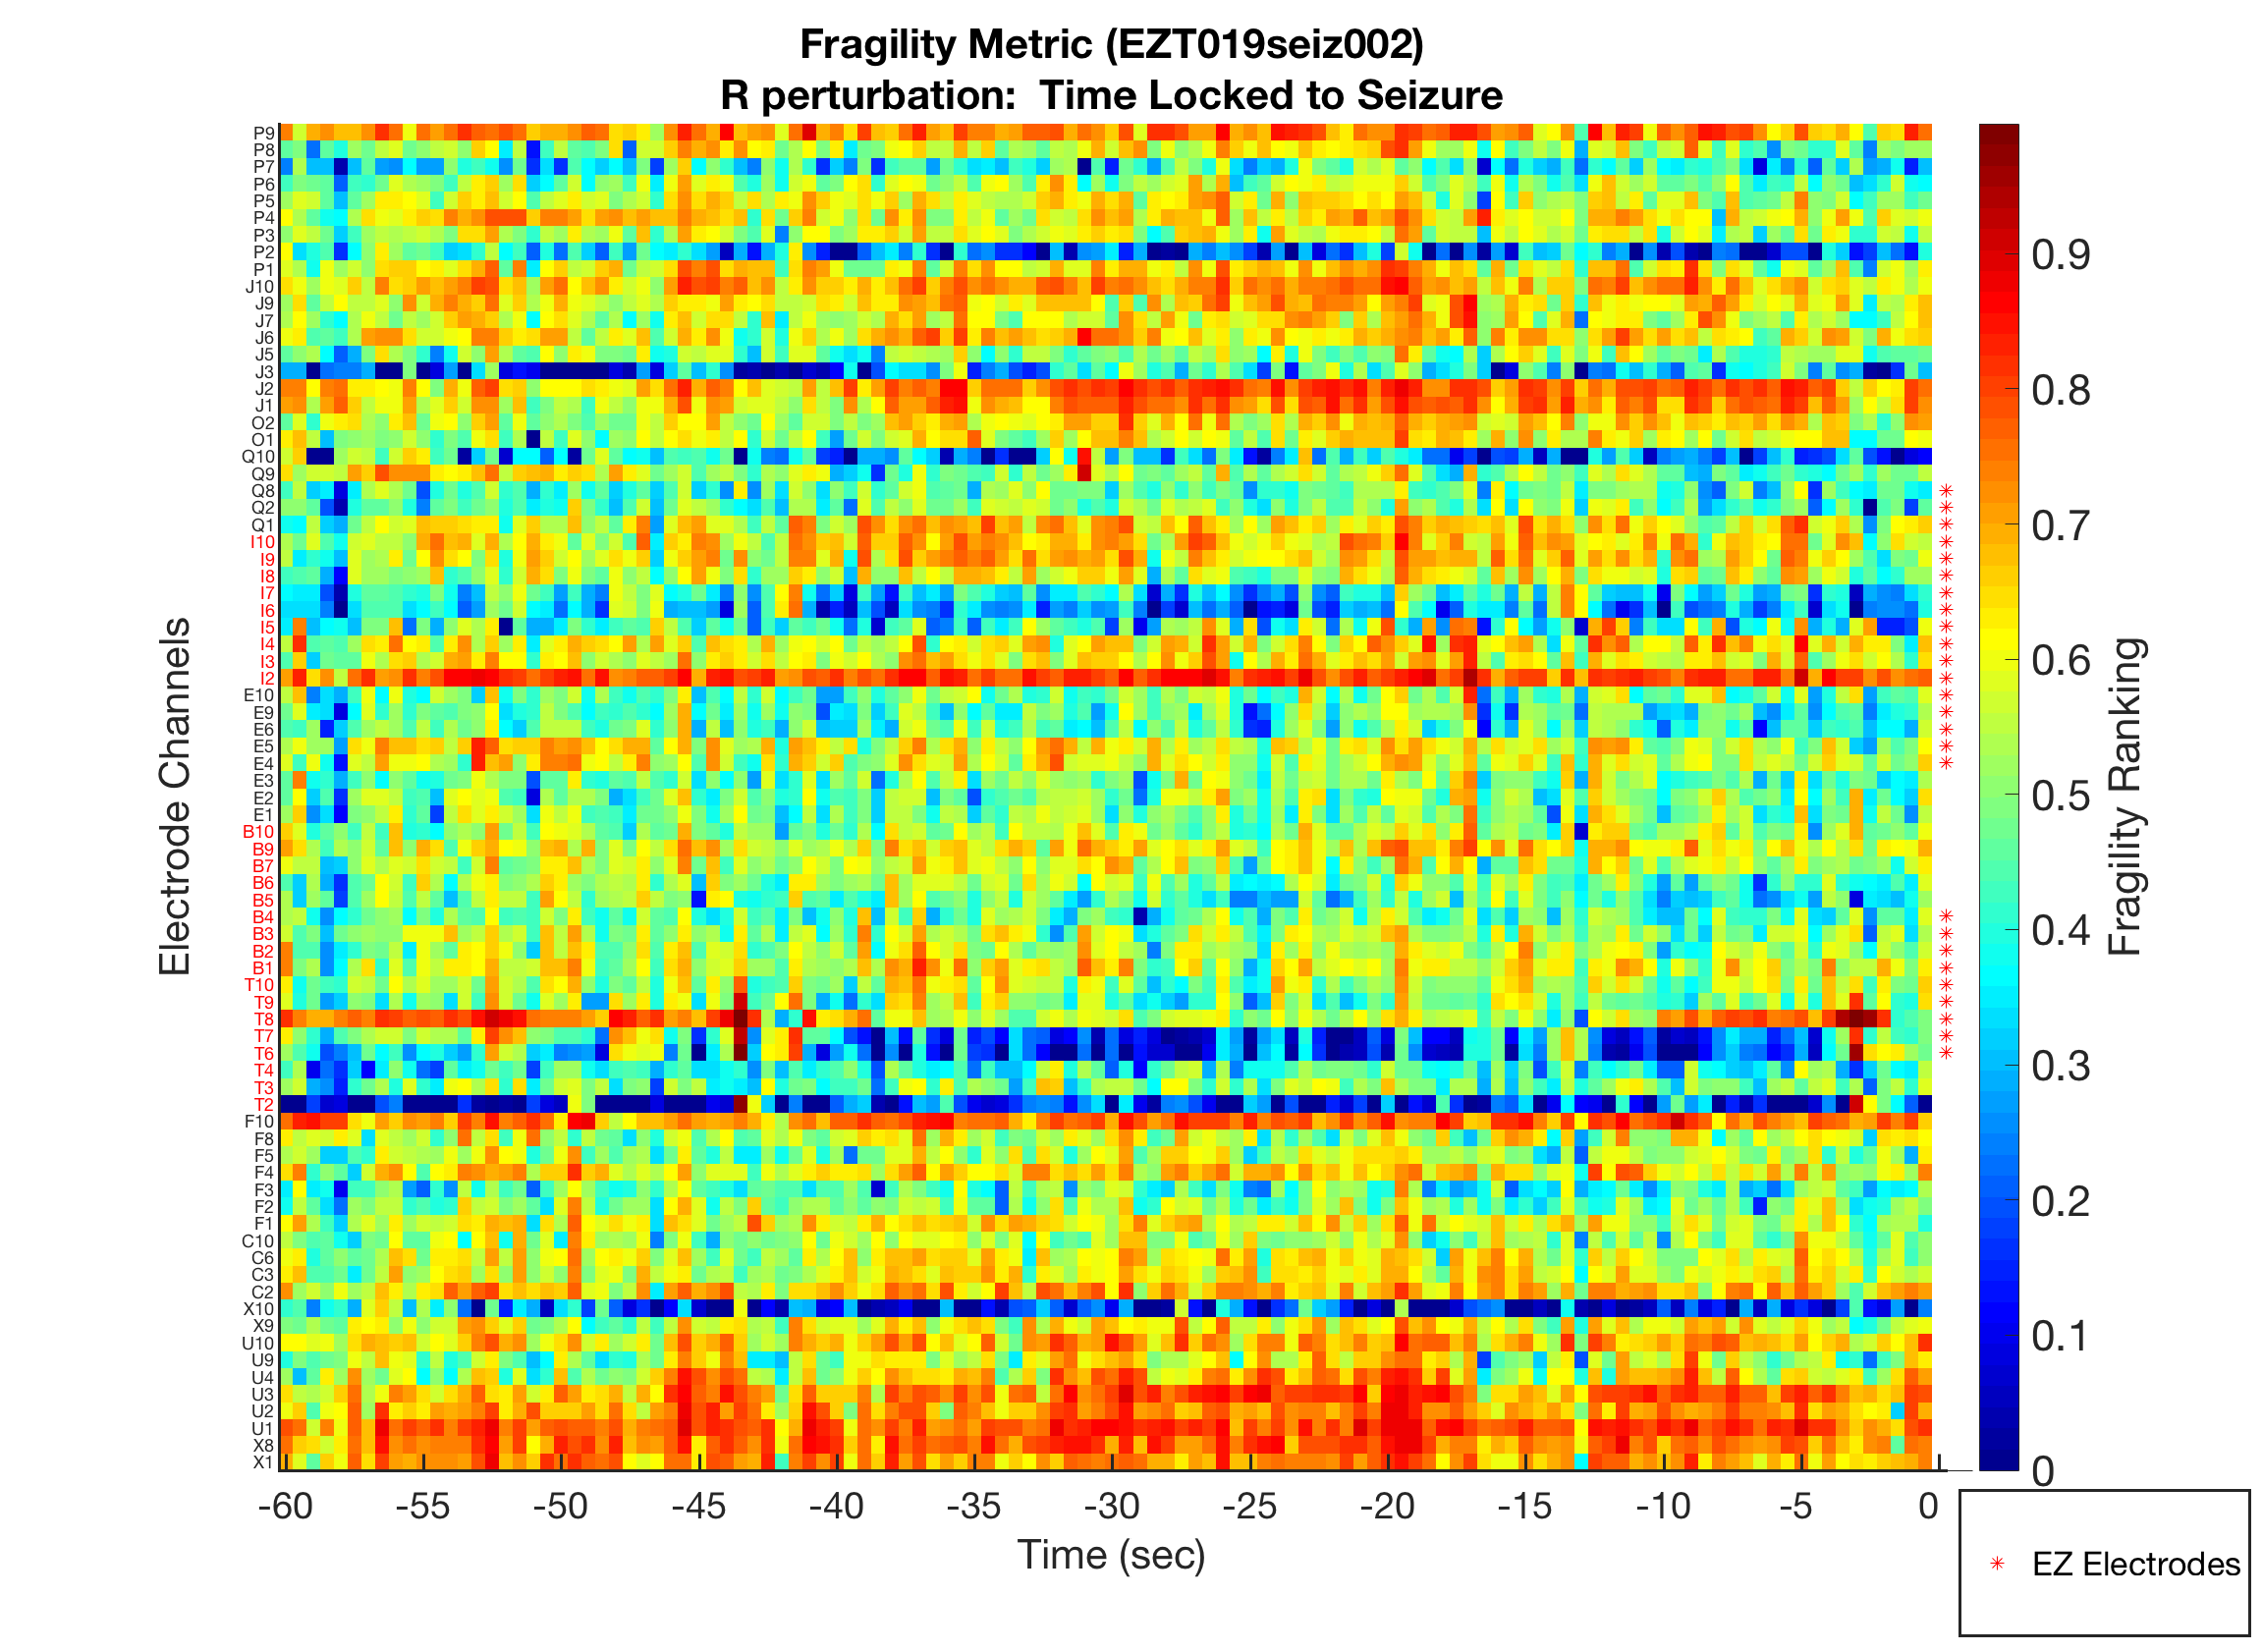 Fragility Metric (EZT019seiz002)
R perturbation:  Time Locked to Seizure
Electrode Channels
P9
P8
P7
P6
P5
P4
P3
P2
P1
J10
J9
J7
J6
J5
J3
J2
J1
O2
O1
Q10
Q9
Q8
Q2
Q1
I10
I9
I8
I7
I6
I5
I4
I3
I2
E10
E9
E6
E5
E4
E3
E2
E1
B10
B9
B7
B6
B5
B4
B3
B2
B1
T10
T9
T8
T7
T6
T4
T3
T2
F10
F8
F5
F4
F3
F2
F1
C10
C6
C3
C2
X10
X9
U10
U9
U4
U3
U2
U1
X8
X1
-60 -55 -50 -45 -40 -35 -30 -25 -20 -15 -10 -5 0
Time (sec)
0.9
0.8
0.7
0.6
0.5
0.4
0.3
0.2
0.1
0
Fragility Ranking
EZ Electrodes